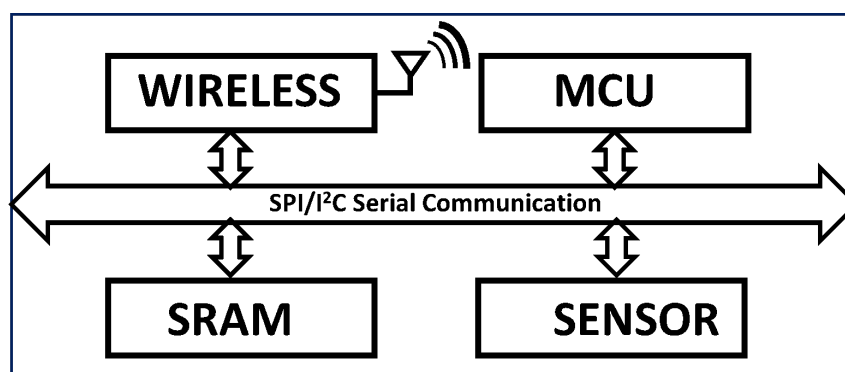 WIRELESS
MCU
SPI/I²C Serial Communication
SRAM
SENSOR